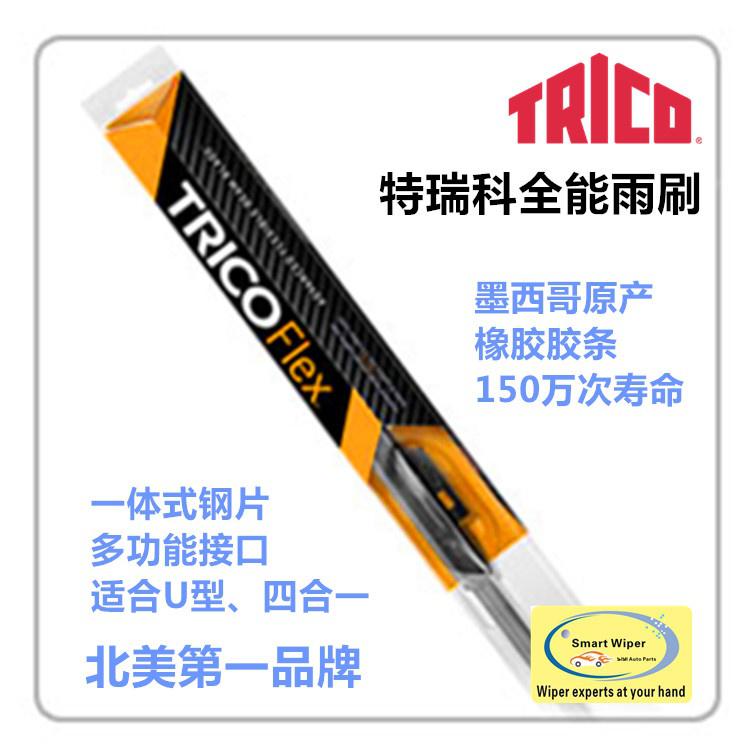 TRICO
特瑞科全能雨刷
TRICO Flex
墨西哥原产
橡胶胶条
150万次寿命
一体式钢片
多功能接口
适合U型、四合一
北美第一品牌
Smart Wiper
Auto Parts
Wiper experts at your hand